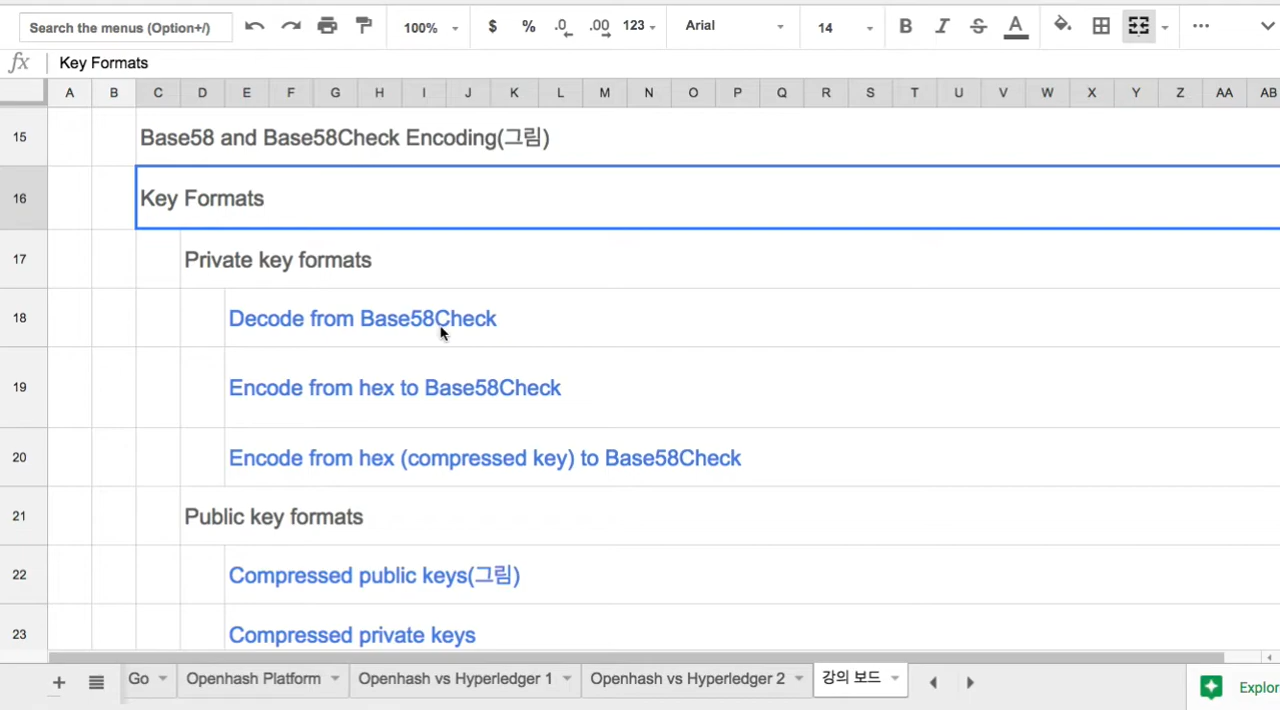 Search the menus (Option+/) 100% $ % .0 .00 123 Arial 14 B I S A
fx Key Formats
A B C D E F G H I J K L M N O P Q R S T U V W X Y Z AA AB
15 Base58 and Base58Check Encoding(그림)
16 Key Formats
17 Private key formats
18 Decode from Base58Check
19 Encode from hex to Base58Check
20 Encode from hex (compressed key) to Base58Check
21 Public key formats
22 Compressed public keys(그림)
23 Compressed private keys
Go Openhash Platform Openhash vs Hyperledger 1 Openhash vs Hyperledger 2 강의 보드 Explor